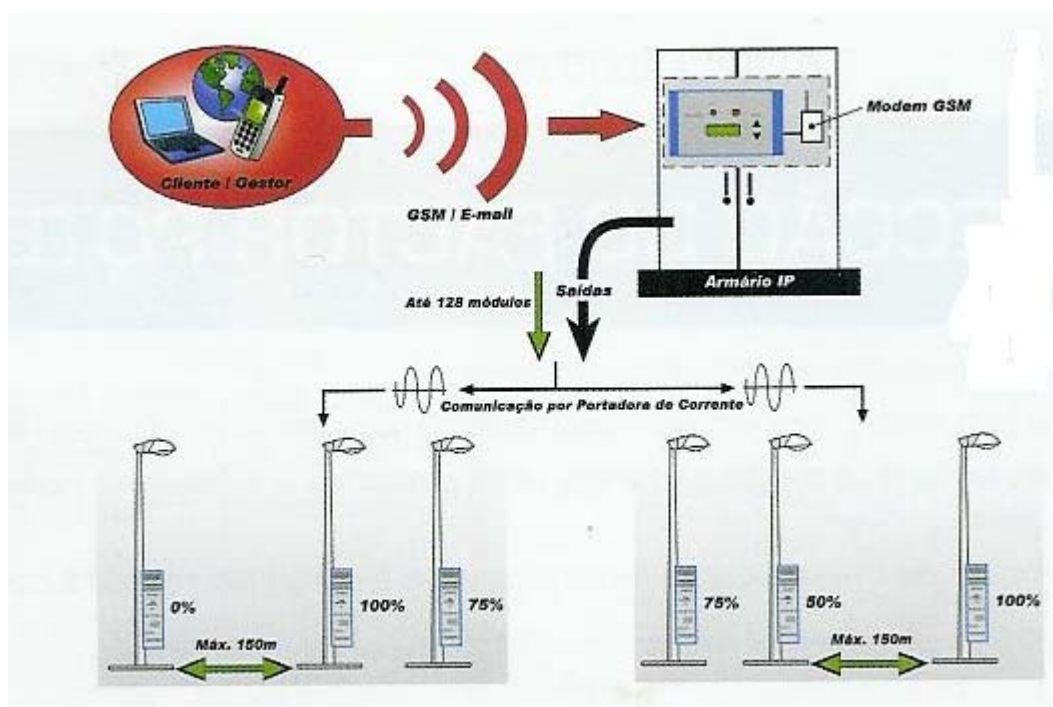 Cliente / Gestor
GSM / E-mail
Modem GSM
Armário IP
Saídas
Até 128 módulos
Comunicação por Portadora de Corrente
0%
100%
75%
75%
50%
100%
Máx. 150m
Máx. 150m